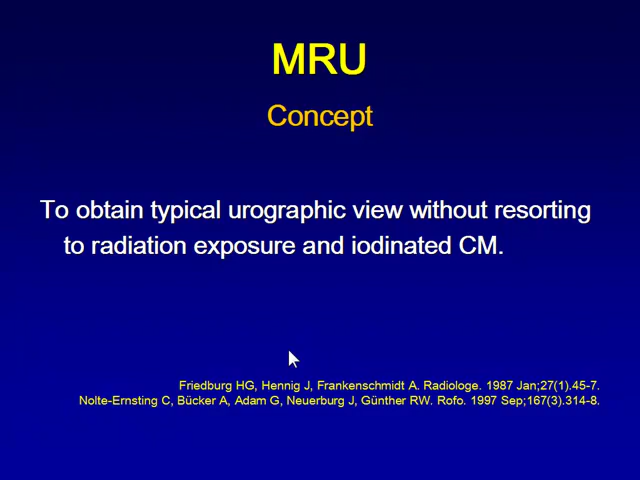 MRU
Concept
To obtain typical urographic view without resorting
to radiation exposure and iodinated CM.
Friedburg HG, Hennig J, Frankenschmidt A. Radiologe. 1987 Jan;27(1).45-7.
Nolte-Ernsting C, Bücker A, Adam G, Neuerburg J, Günther RW. Rofo. 1997 Sep;167(3).314-8.